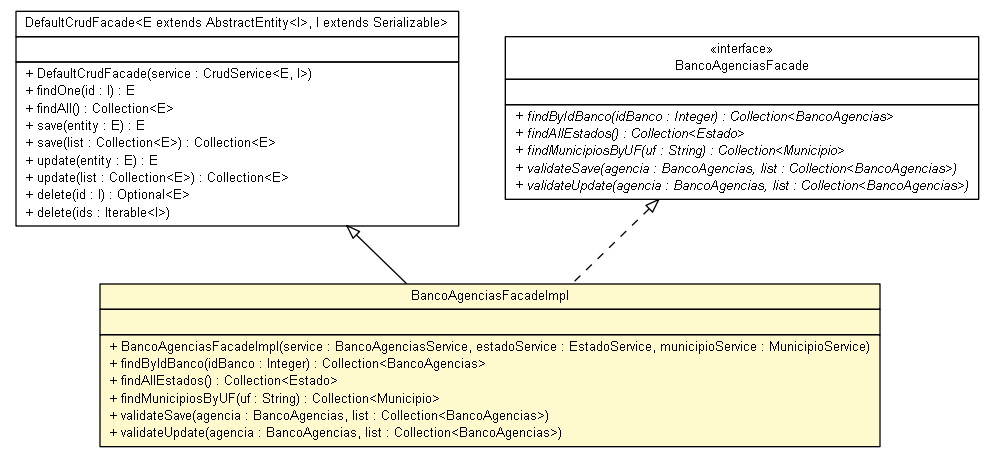 DefaultCrudFacade<E extends AbstractEntity<I>, I extends Serializable>
+ DefaultCrudFacade(service : CrudService<E, I>)
+ findOne(id : I) : E
+ findAll() : Collection<E>
+ save(entity : E) : E
+ save(list : Collection<E>) : Collection<E>
+ update(entity : E) : E
+ update(list : Collection<E>) : Collection<E>
+ delete(id : I) : Optional<E>
+ delete(ids : Iterable<I>)
«interface»
BancoAgenciasFacade
+ findByIdBanco(idBanco : Integer) : Collection<BancoAgencias>
+ findAllEstados() : Collection<Estado>
+ findMunicipiosByUF(uf : String) : Collection<Municipio>
+ validateSave(agencia : BancoAgencias, list : Collection<BancoAgencias>)
+ validateUpdate(agencia : BancoAgencias, list : Collection<BancoAgencias>)
BancoAgenciasFacadeImpl
+ BancoAgenciasFacadeImpl(service : BancoAgenciasService, estadoService : EstadoService, municipioService : MunicipioService)
+ findByIdBanco(idBanco : Integer) : Collection<BancoAgencias>
+ findAllEstados() : Collection<Estado>
+ findMunicipiosByUF(uf : String) : Collection<Municipio>
+ validateSave(agencia : BancoAgencias, list : Collection<BancoAgencias>)
+ validateUpdate(agencia : BancoAgencias, list : Collection<BancoAgencias>)